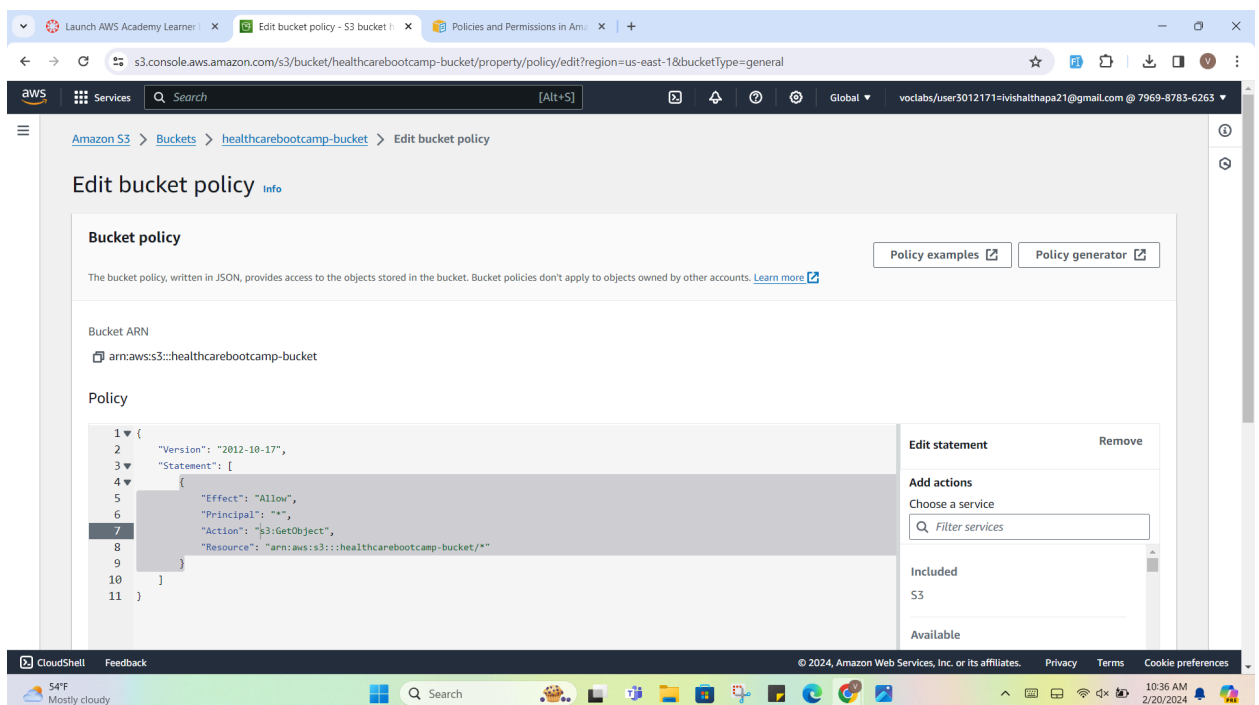 Launch AWS Academy Learner
Edit bucket policy - S3 bucket h
Policies and Permissions in Ama
s3.console.aws.amazon.com/s3/bucket/healthcarebootcamp-bucket/property/policy/edit?region=us-east-1&bucketType=general
aws
Services
Search
[Alt+S]
Global
voclabs/user3012171=ivishalthapa21@gmail.com @ 7969-8783-6263
Amazon S3 > Buckets > healthcarebootcamp-bucket > Edit bucket policy
Edit bucket policy Info
Bucket policy
Policy examples
Policy generator
The bucket policy, written in JSON, provides access to the objects stored in the bucket. Bucket policies don't apply to objects owned by other accounts. Learn more
Bucket ARN
arn:aws:s3:::healthcarebootcamp-bucket
Policy
1 {
2 "Version": "2012-10-17",
3 "Statement": [
4 {
5 "Effect": "Allow",
6 "Principal": "*",
7 "Action": "s3:GetObject",
8 "Resource": "arn:aws:s3:::healthcarebootcamp-bucket/*"
9 }
10 ]
11 }
Edit statement
Remove
Add actions
Choose a service
Filter services
Included
S3
Available
CloudShell
Feedback
© 2024, Amazon Web Services, Inc. or its affiliates.
Privacy
Terms
Cookie preferences
54°F
Mostly cloudy
Search
10:36 AM
2/20/2024